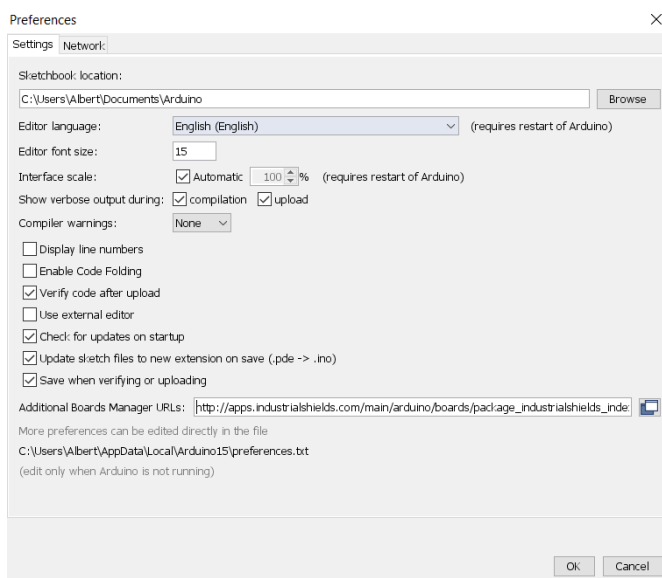 Preferences
Settings Network
Sketchbook location:
C:\Users\Albert\Documents\Arduino Browse
Editor language: English (English) (requires restart of Arduino)
Editor font size: 15
Interface scale: Automatic 100 % (requires restart of Arduino)
Show verbose output during: compilation upload
Compiler warnings: None
Display line numbers
Enable Code Folding
Verify code after upload
Use external editor
Check for updates on startup
Update sketch files to new extension on save (.pde -> .ino)
Save when verifying or uploading
Additional Boards Manager URLs: http://apps.industrialshields.com/main/arduino/boards/package_industrialshields_inde
More preferences can be edited directly in the file
C:\Users\Albert\AppData\Local\Arduino15\preferences.txt
(edit only when Arduino is not running)
OK Cancel